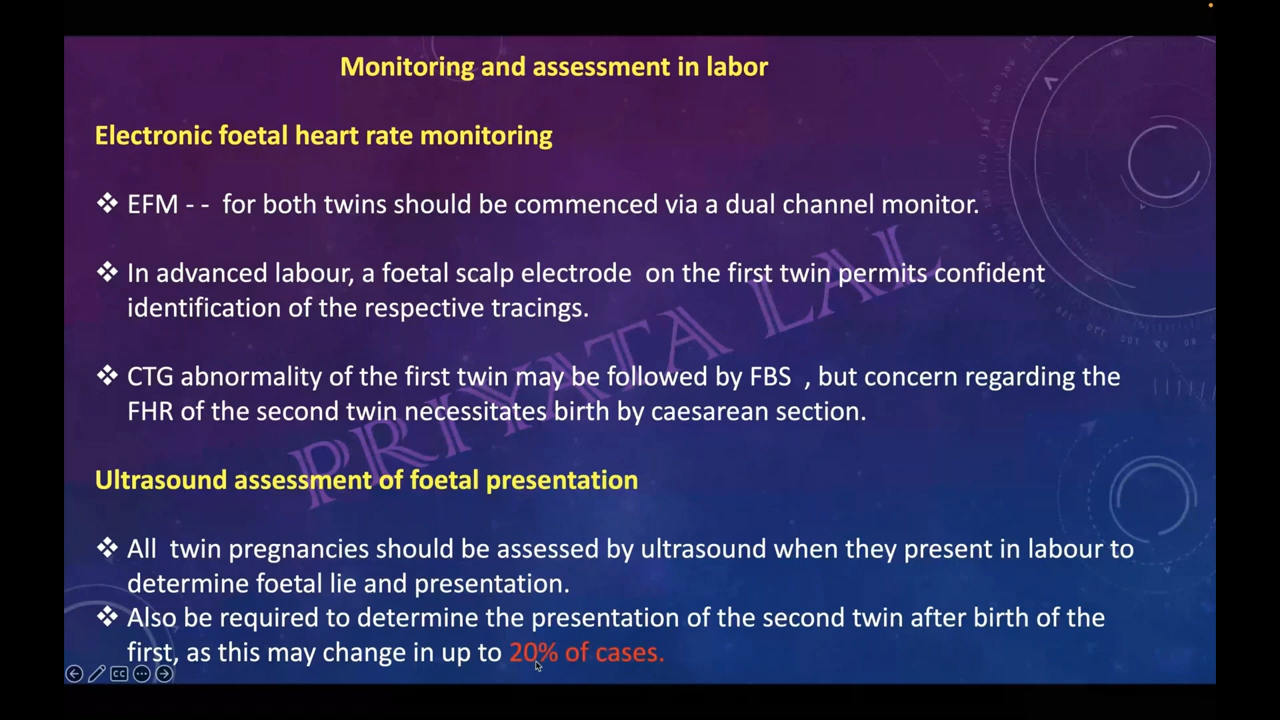 Monitoring and assessment in labor
Electronic foetal heart rate monitoring
❖ EFM - -  for both twins should be commenced via a dual channel monitor.
❖ In advanced labour, a foetal scalp electrode  on the first twin permits confident
identification of the respective tracings.
❖ CTG abnormality of the first twin may be followed by FBS  , but concern regarding the
FHR of the second twin necessitates birth by caesarean section.
Ultrasound assessment of foetal presentation
❖ All  twin pregnancies should be assessed by ultrasound when they present in labour to
determine foetal lie and presentation.
❖ Also be required to determine the presentation of the second twin after birth of the
first, as this may change in up to 20% of cases.
PRIYATA LAL
CC